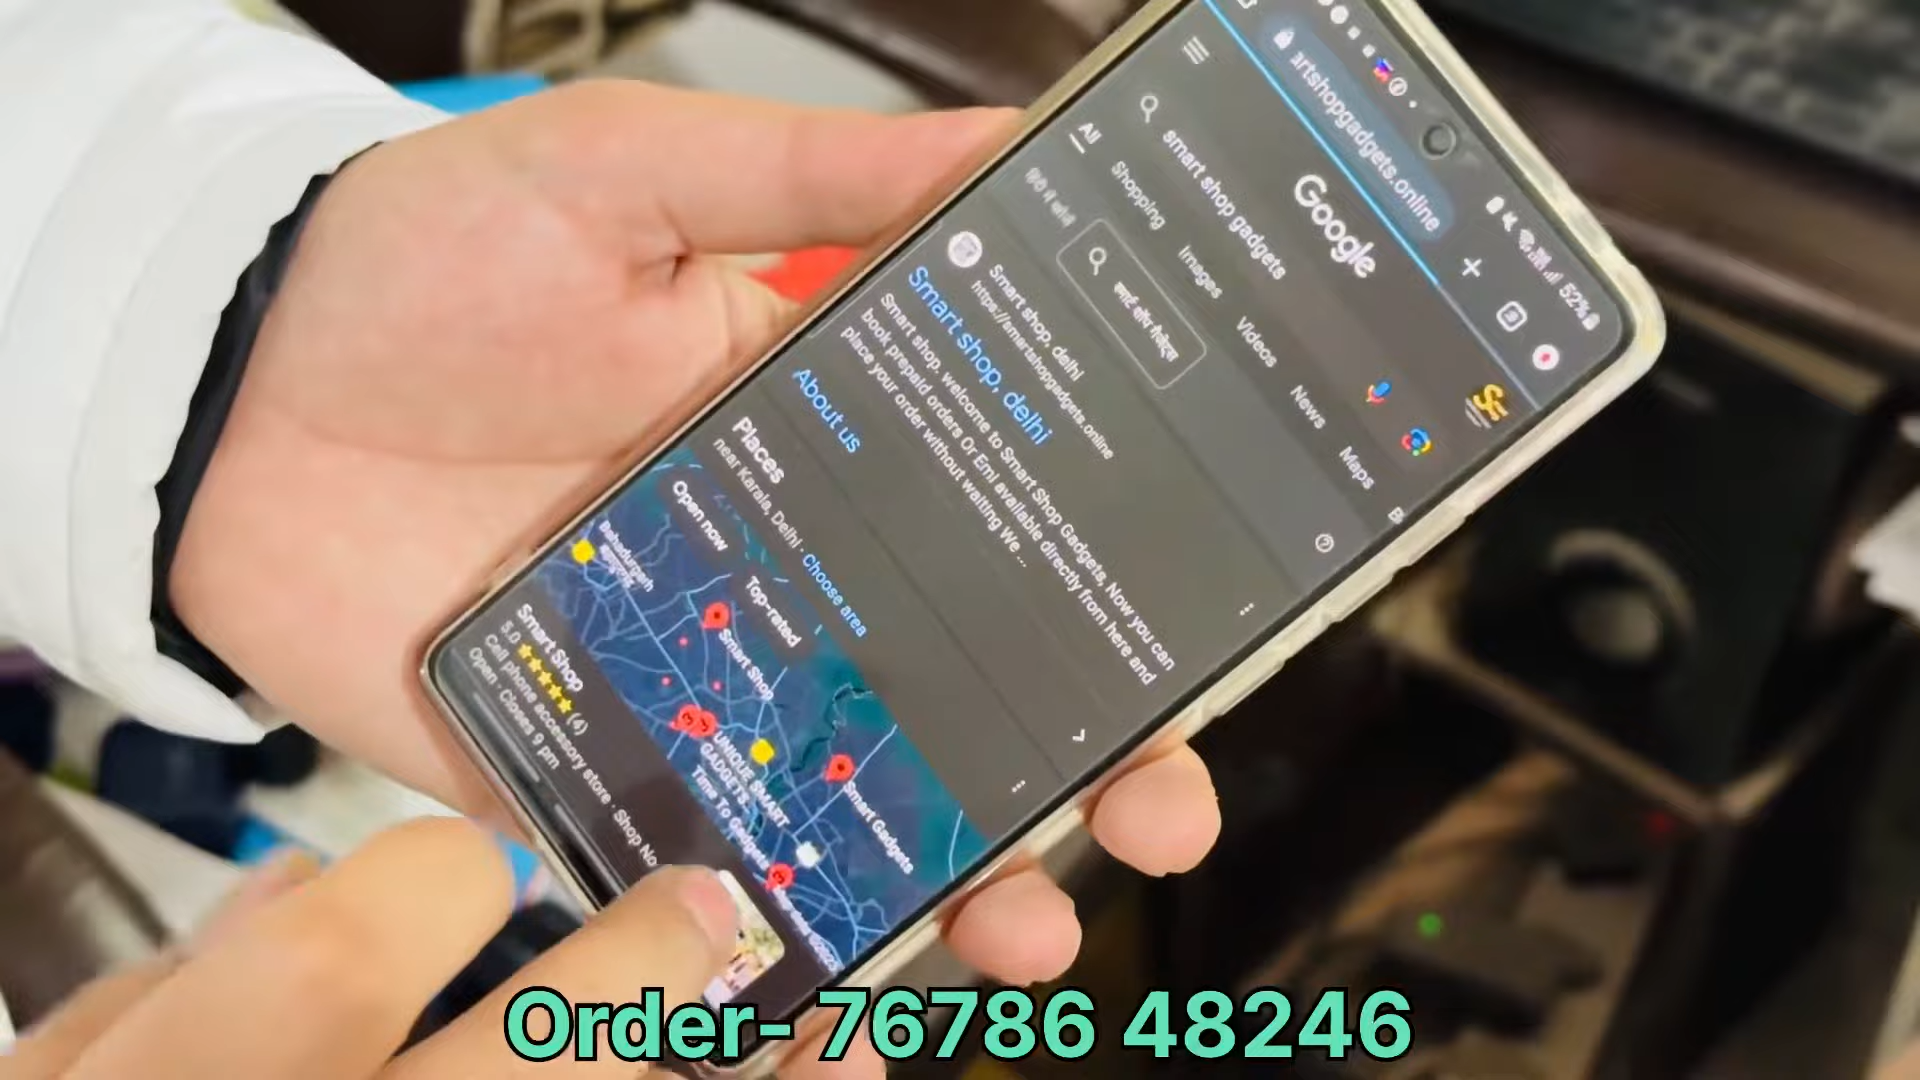 artshopgadgets.online
52%
Google
smart shop gadgets
All Shopping Images Videos News Maps
स्मार्ट शॉप गैजेट्स
Smart shop, delhi
https://smartshopgadgets.online
Smart shop, delhi
Smart shop. welcome to Smart Shop Gadgets, Now you can
book prepaid orders Or Emi available directly from here and
place your order without waiting We ...
About us
Places
near Karala, Delhi · Choose area
Open now Top-rated
Bahadurgarh
Smart Shop
UNIQUE SMART
GADGETS
Time To Gadgets
Smart Gadgets
Smart Shop
5.0 (4)
Cell phone accessory store · Shop No
Open · Closes 9 pm
Order- 76786 48246